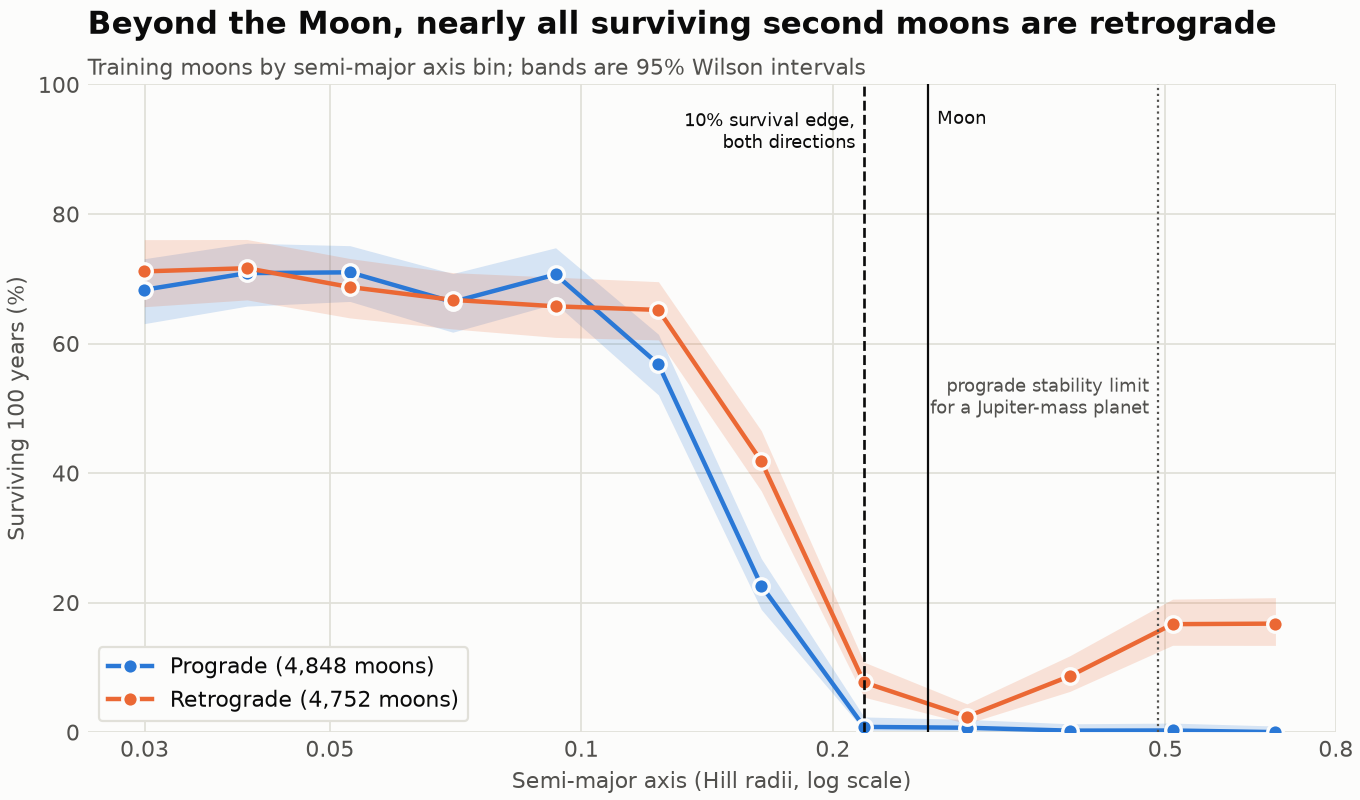 Beyond the Moon, nearly all surviving second moons are retrograde
Training moons by semi-major axis bin; bands are 95% Wilson intervals
100
80
60
40
20
0
Surviving 100 years (%)
10% survival edge,
both directions
Moon
prograde stability limit
for a Jupiter-mass planet
Prograde (4,848 moons)
Retrograde (4,752 moons)
0.03
0.05
0.1
0.2
0.5
0.8
Semi-major axis (Hill radii, log scale)